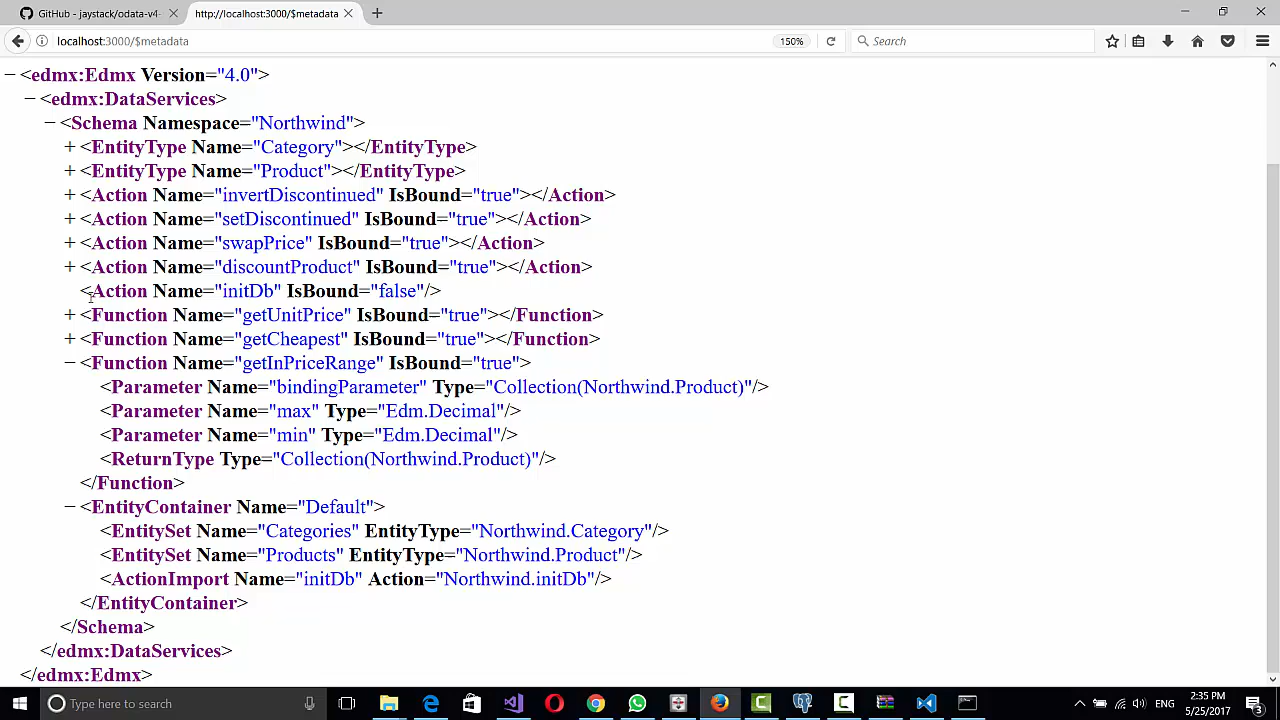 GitHub - jaystack/odata-v4-
http://localhost:3000/$metadata
localhost:3000/$metadata
150%
Search
− <edmx:Edmx Version="4.0">
− <edmx:DataServices>
− <Schema Namespace="Northwind">
+ <EntityType Name="Category"></EntityType>
+ <EntityType Name="Product"></EntityType>
+ <Action Name="invertDiscontinued" IsBound="true"></Action>
+ <Action Name="setDiscontinued" IsBound="true"></Action>
+ <Action Name="swapPrice" IsBound="true"></Action>
+ <Action Name="discountProduct" IsBound="true"></Action>
<Action Name="initDb" IsBound="false"/>
+ <Function Name="getUnitPrice" IsBound="true"></Function>
+ <Function Name="getCheapest" IsBound="true"></Function>
− <Function Name="getInPriceRange" IsBound="true">
<Parameter Name="bindingParameter" Type="Collection(Northwind.Product)"/>
<Parameter Name="max" Type="Edm.Decimal"/>
<Parameter Name="min" Type="Edm.Decimal"/>
<ReturnType Type="Collection(Northwind.Product)"/>
</Function>
− <EntityContainer Name="Default">
<EntitySet Name="Categories" EntityType="Northwind.Category"/>
<EntitySet Name="Products" EntityType="Northwind.Product"/>
<ActionImport Name="initDb" Action="Northwind.initDb"/>
</EntityContainer>
</Schema>
</edmx:DataServices>
</edmx:Edmx>
Type here to search
ENG
2:35 PM
5/25/2017
3